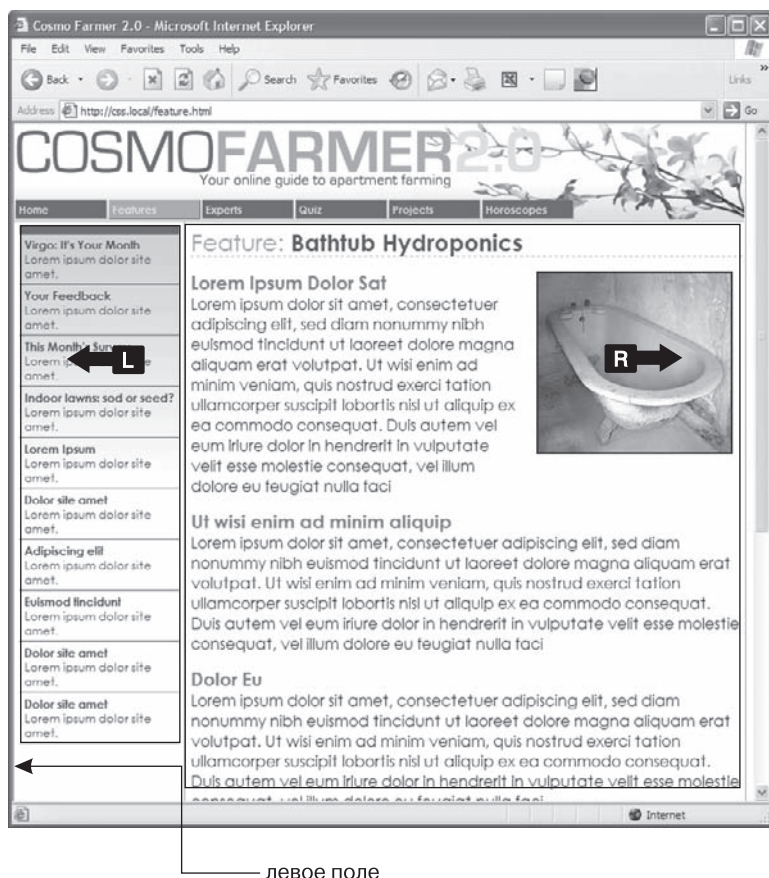 Cosmo Farmer 2.0 - Microsoft Internet Explorer
File Edit View Favorites Tools Help
Back Search Favorites Links
Address http://css.local/feature.html Go
COSMOFARMER2.0
Your online guide to apartment farming
Home Features Experts Quiz Projects Horoscopes
Virgo: It's Your Month
Lorem ipsum dolor site
amet.
Your Feedback
Lorem ipsum dolor site
amet.
This Month's Survey
Lorem
amet.
L
Indoor lawns: sod or seed?
Lorem ipsum dolor site
amet.
Lorem Ipsum
Lorem ipsum dolor site
amet.
Dolor site amet
Lorem ipsum dolor site
amet.
Adipiscing elit
Lorem ipsum dolor site
amet.
Euismod tincidunt
Lorem ipsum dolor site
amet.
Dolor site amet
Lorem ipsum dolor site
amet.
Dolor site amet
Lorem ipsum dolor site
amet.
Feature: Bathtub Hydroponics
Lorem Ipsum Dolor Sat
Lorem ipsum dolor sit amet, consectetuer
adipiscing elit, sed diam nonummy nibh
euismod tincidunt ut laoreet dolore magna
aliquam erat volutpat. Ut wisi enim ad
minim veniam, quis nostrud exerci tation
ullamcorper suscipit lobortis nisl ut aliquip ex
ea commodo consequat. Duis autem vel
eum iriure dolor in hendrerit in vulputate
velit esse molestie consequat, vel illum
dolore eu feugiat nulla faci
R
Ut wisi enim ad minim aliquip
Lorem ipsum dolor sit amet, consectetuer adipiscing elit, sed diam
nonummy nibh euismod tincidunt ut laoreet dolore magna aliquam erat
volutpat. Ut wisi enim ad minim veniam, quis nostrud exerci tation
ullamcorper suscipit lobortis nisl ut aliquip ex ea commodo consequat.
Duis autem vel eum iriure dolor in hendrerit in vulputate velit esse molestie
consequat, vel illum dolore eu feugiat nulla faci
Dolor Eu
Lorem ipsum dolor sit amet, consectetuer adipiscing elit, sed diam
nonummy nibh euismod tincidunt ut laoreet dolore magna aliquam erat
volutpat. Ut wisi enim ad minim veniam, quis nostrud exerci tation
ullamcorper suscipit lobortis nisl ut aliquip ex ea commodo consequat.
Duis autem vel eum iriure dolor in hendrerit in vulputate velit esse molestie
Internet
левое поле